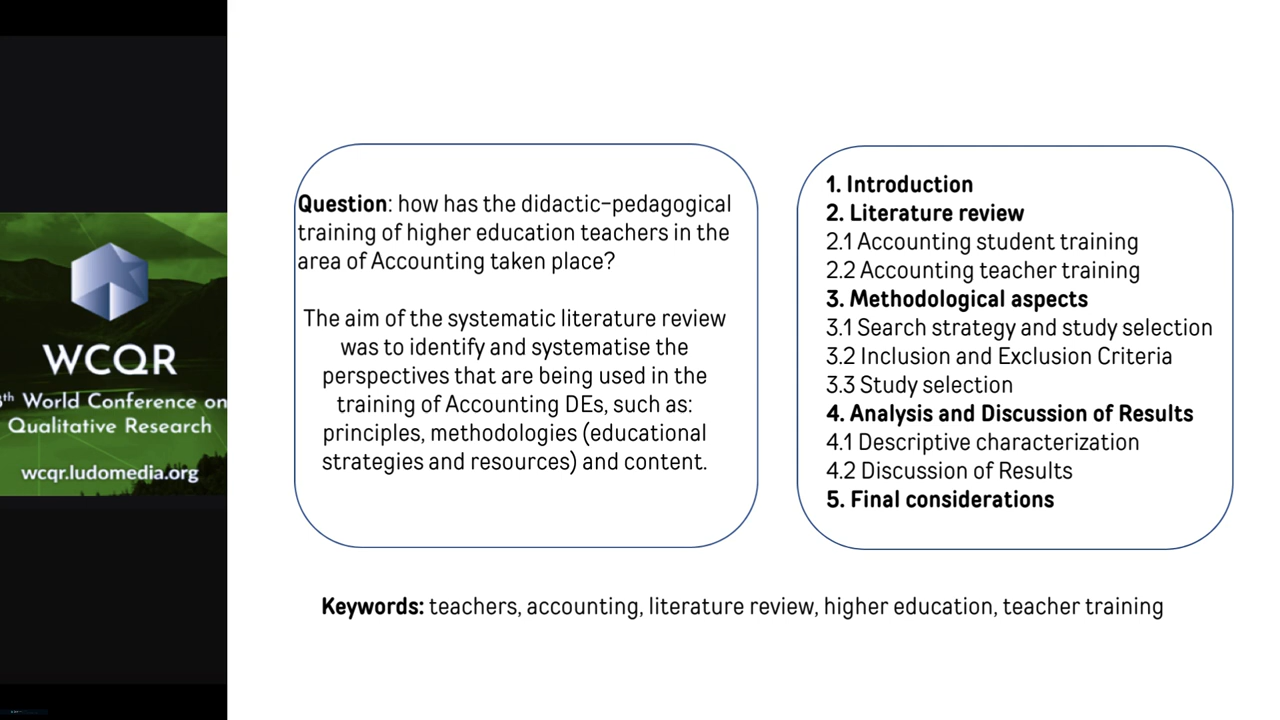 WCQR
th World Conference on
Qualitative Research
wcqr.ludomedia.org
Question: how has the didactic-pedagogical
training of higher education teachers in the
area of Accounting taken place?
The aim of the systematic literature review
was to identify and systematise the
perspectives that are being used in the
training of Accounting DEs, such as:
principles, methodologies (educational
strategies and resources) and content.
1. Introduction
2. Literature review
2.1 Accounting student training
2.2 Accounting teacher training
3. Methodological aspects
3.1 Search strategy and study selection
3.2 Inclusion and Exclusion Criteria
3.3 Study selection
4. Analysis and Discussion of Results
4.1 Descriptive characterization
4.2 Discussion of Results
5. Final considerations
Keywords: teachers, accounting, literature review, higher education, teacher training